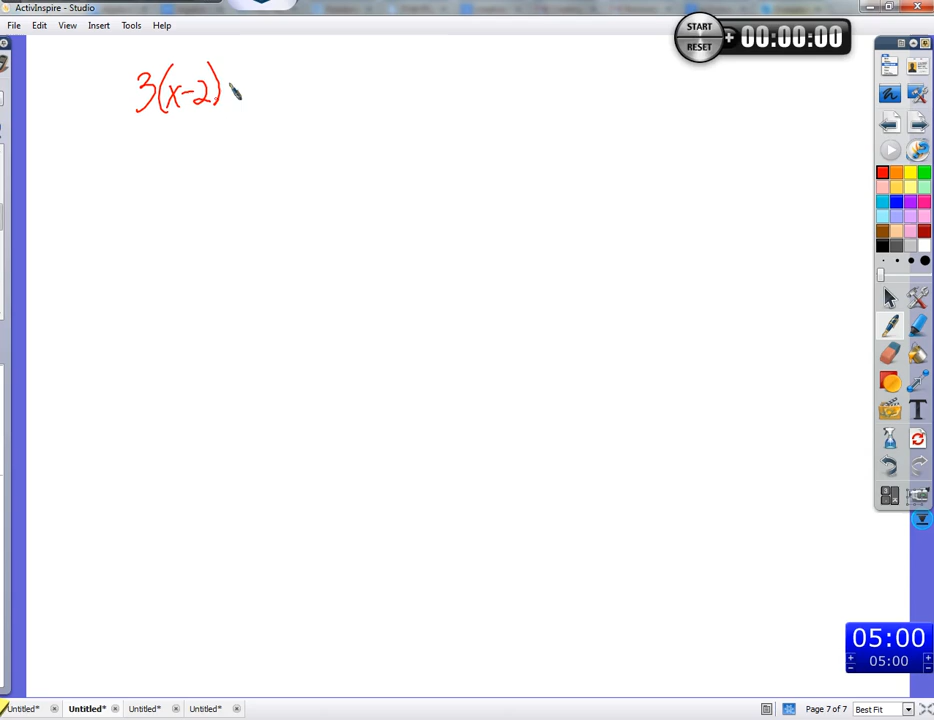 ActivInspire - Studio
File Edit View Insert Tools Help
START
RESET
00:00:00
3(x-2)
T
05:00
05:00
Untitled* Untitled* Untitled* Untitled* Page 7 of 7 Best Fit